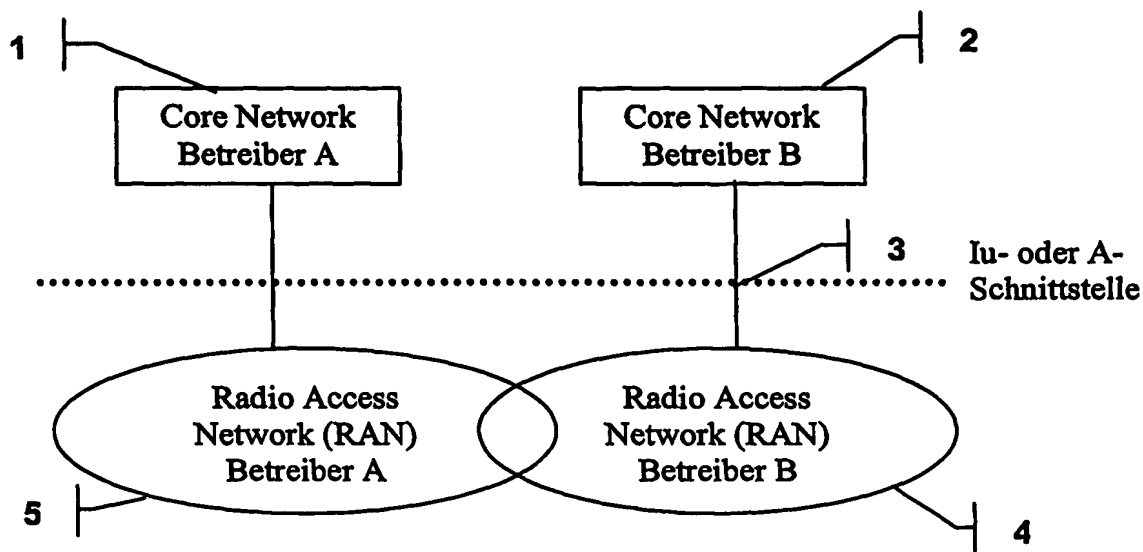 1
2
Core Network
Betreiber A
Core Network
Betreiber B
3
Iu- oder A-
Schnittstelle
Radio Access
Network (RAN)
Betreiber A
Radio Access
Network (RAN)
Betreiber B
5
4